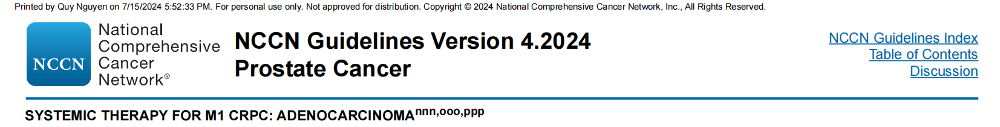 Printed by Quy Nguyen on 7/15/2024 5:52:33 PM. For personal use only. Not approved for distribution. Copyright © 2024 National Comprehensive Cancer Network, Inc., All Rights Reserved.
NCCN
National
Comprehensive
Cancer
Network®
NCCN Guidelines Version 4.2024
Prostate Cancer
NCCN Guidelines Index
Table of Contents
Discussion
SYSTEMIC THERAPY FOR M1 CRPC: ADENOCARCINOMAnnn,ooo,ppp